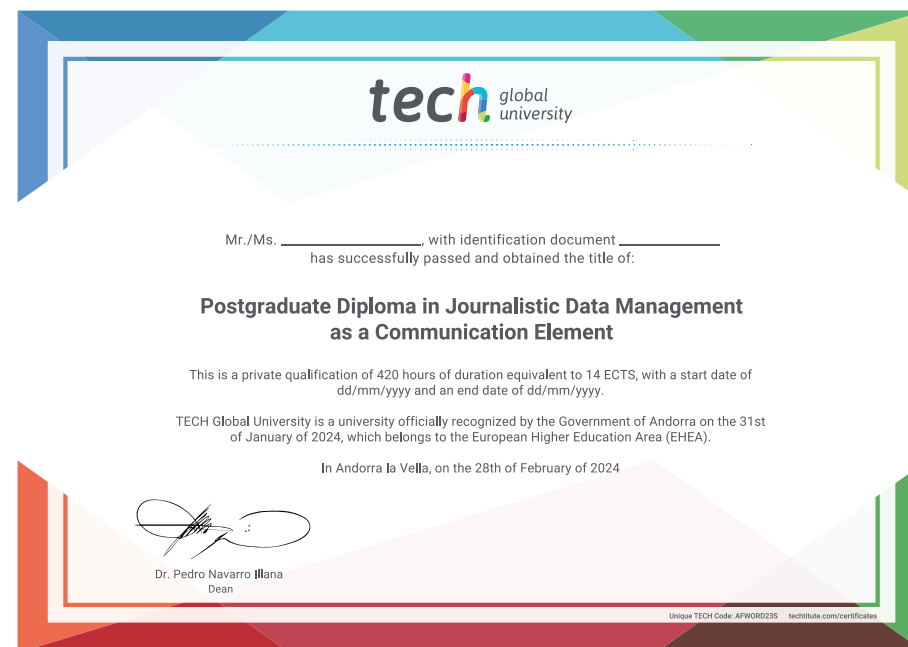 tech global
university
Mr./Ms. ____________, with identification document ____________
has successfully passed and obtained the title of:
Postgraduate Diploma in Journalistic Data Management
as a Communication Element
This is a private qualification of 420 hours of duration equivalent to 14 ECTS, with a start date of
dd/mm/yyyy and an end date of dd/mm/yyyy.
TECH Global University is a university officially recognized by the Government of Andorra on the 31st
of January of 2024, which belongs to the European Higher Education Area (EHEA).
In Andorra la Vella, on the 28th of February of 2024
Dr. Pedro Navarro Illana
Dean
Unique TECH Code: AFWORD23S techtitute.com/certificates